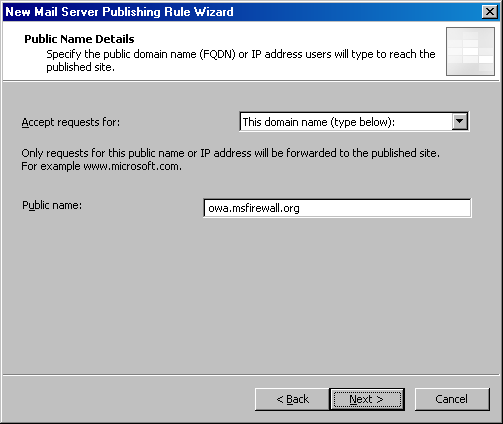 New Mail Server Publishing Rule Wizard
Public Name Details
Specify the public domain name (FQDN) or IP address users will type to reach the
published site.
Accept requests for:
This domain name (type below):
Only requests for this public name or IP address will be forwarded to the published site.
For example www.microsoft.com.
Public name:
owa.msfirewall.org
< Back
Next >
Cancel